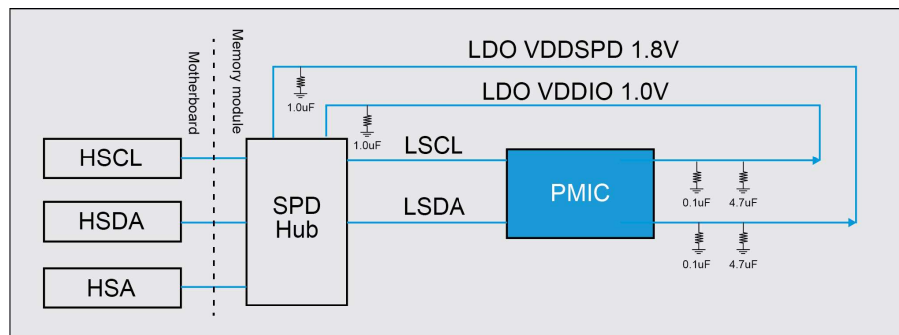 Motherboard
Memory module
LDO VDDSPD 1.8V
1.0uF
LDO VDDIO 1.0V
1.0uF
HSCL
HSDA
HSA
SPD
Hub
LSCL
LSDA
PMIC
0.1uF
4.7uF
0.1uF
4.7uF